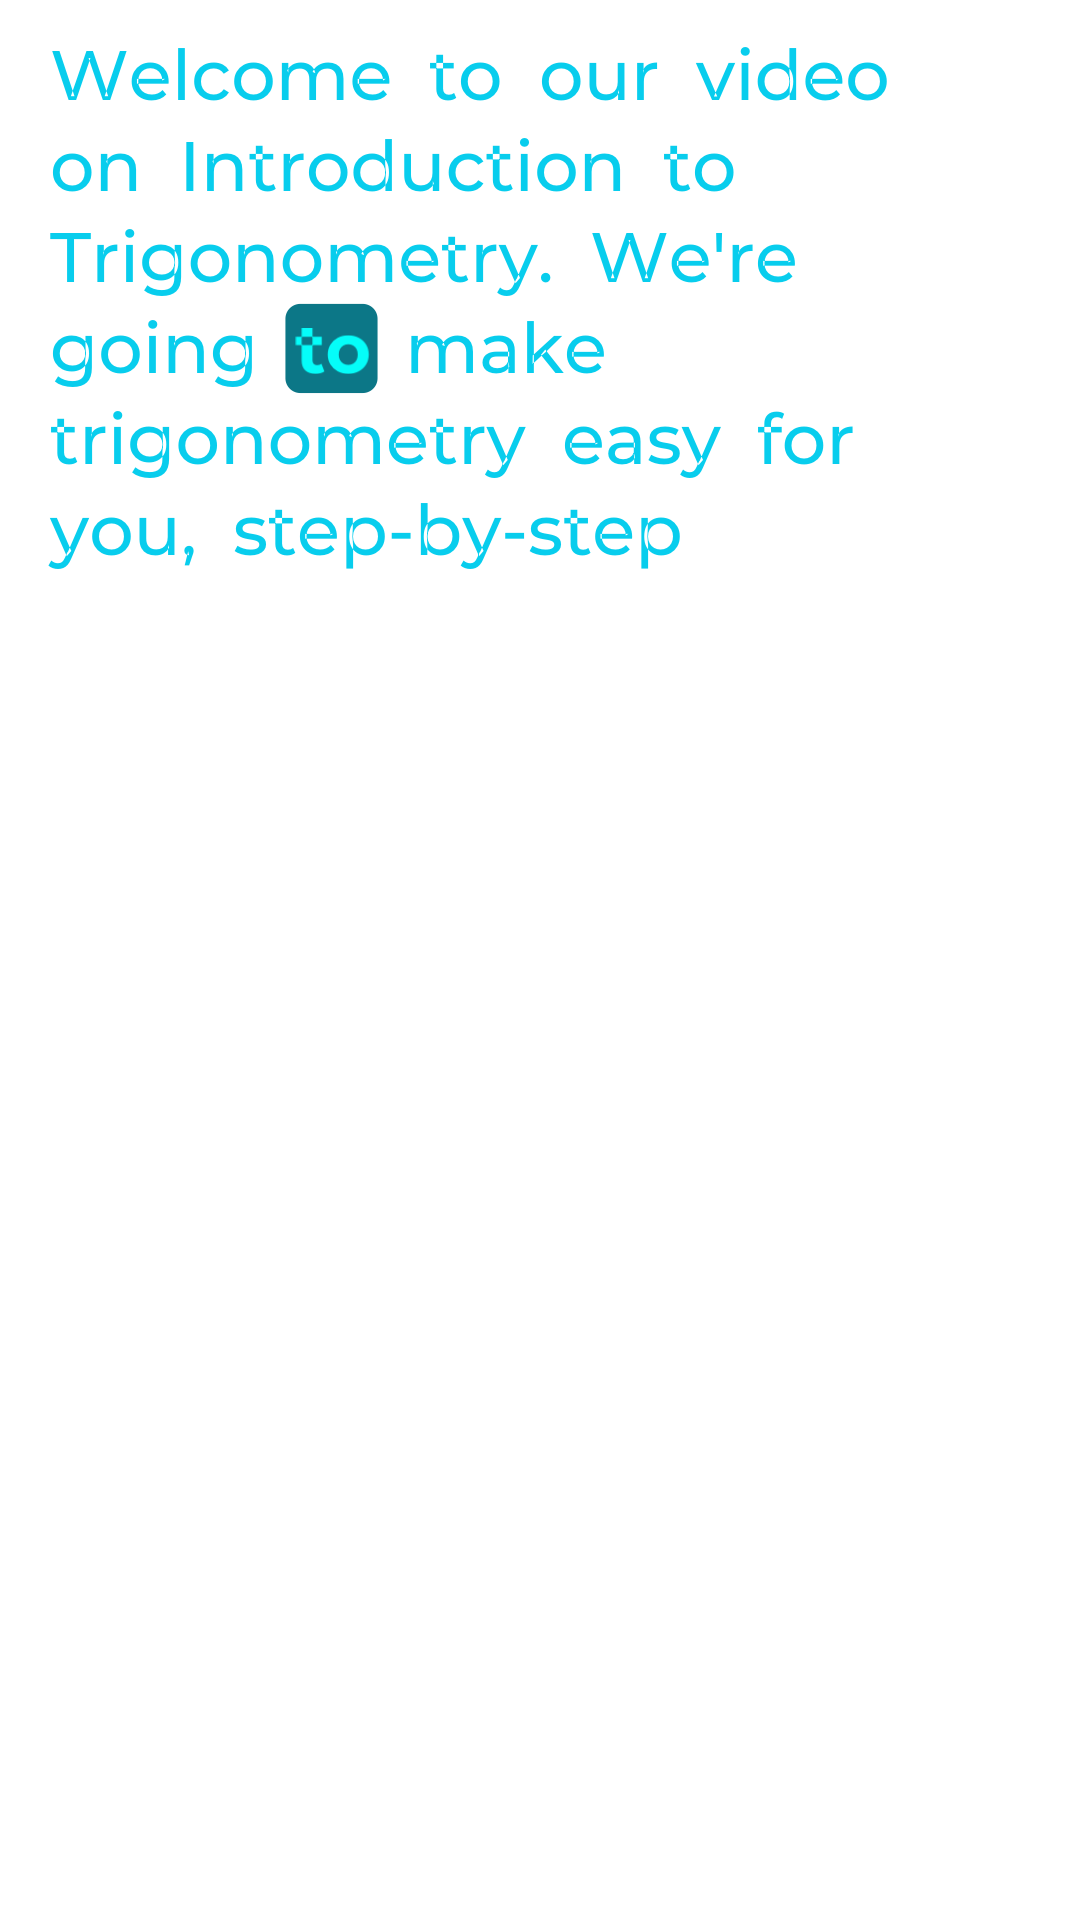 Welcome to our video
on Introduction to
Trigonometry. We're
going to make
trigonometry easy for
you, step-by-step